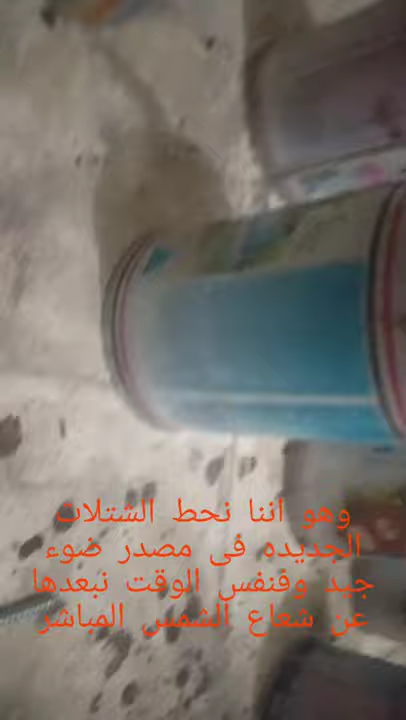 وهو اننا نحط الشتلات
الجديده فى مصدر ضوء
جيد وفنفس الوقت نبعدها
عن شعاع الشمس المباشر